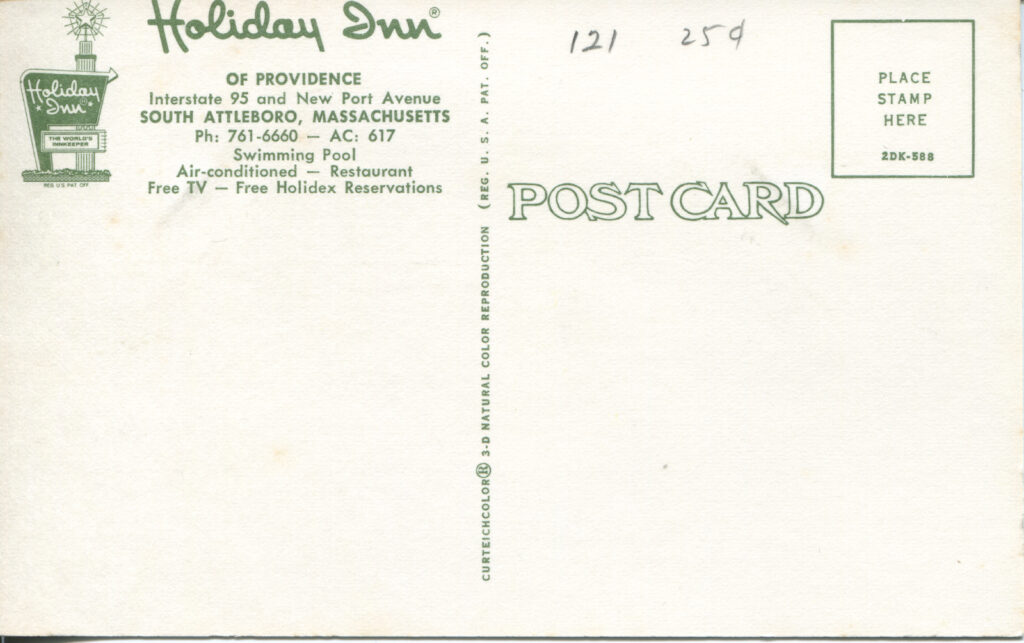 Holiday Inn®
OF PROVIDENCE
Interstate 95 and New Port Avenue
SOUTH ATTLEBORO, MASSACHUSETTS
Ph: 761-6660 — AC: 617
Swimming Pool
Air-conditioned — Restaurant
Free TV — Free Holidex Reservations
Holiday
Inn®
THE WORLD'S
INNKEEPER
REG U.S. PAT. OFF
CURTEICHCOLOR® 3-D NATURAL COLOR REPRODUCTION (REG. U. S. A. PAT. OFF.)
121 25¢
POST CARD
PLACE
STAMP
HERE
2DK-588